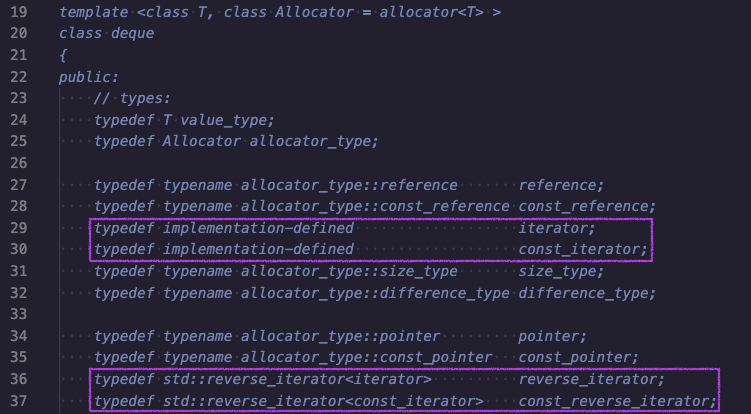 19 template <class T, class Allocator = allocator<T> >
20 class deque
21 {
22 public:
23 // types:
24 typedef T value_type;
25 typedef Allocator allocator_type;
26
27 typedef typename allocator_type::reference reference;
28 typedef typename allocator_type::const_reference const_reference;
29 typedef implementation-defined iterator;
30 typedef implementation-defined const_iterator;
31 typedef typename allocator_type::size_type size_type;
32 typedef typename allocator_type::difference_type difference_type;
33
34 typedef typename allocator_type::pointer pointer;
35 typedef typename allocator_type::const_pointer const_pointer;
36 typedef std::reverse_iterator<iterator> reverse_iterator;
37 typedef std::reverse_iterator<const_iterator> const_reverse_iterator;